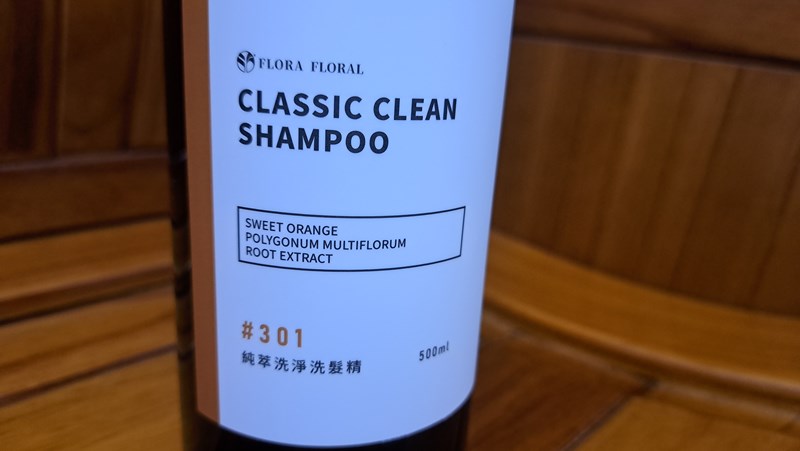 FLORA FLORAL
CLASSIC CLEAN
SHAMPOO
SWEET ORANGE
POLYGONUM MULTIFLORUM
ROOT EXTRACT
#301
純萃洗淨洗髮精
500ml